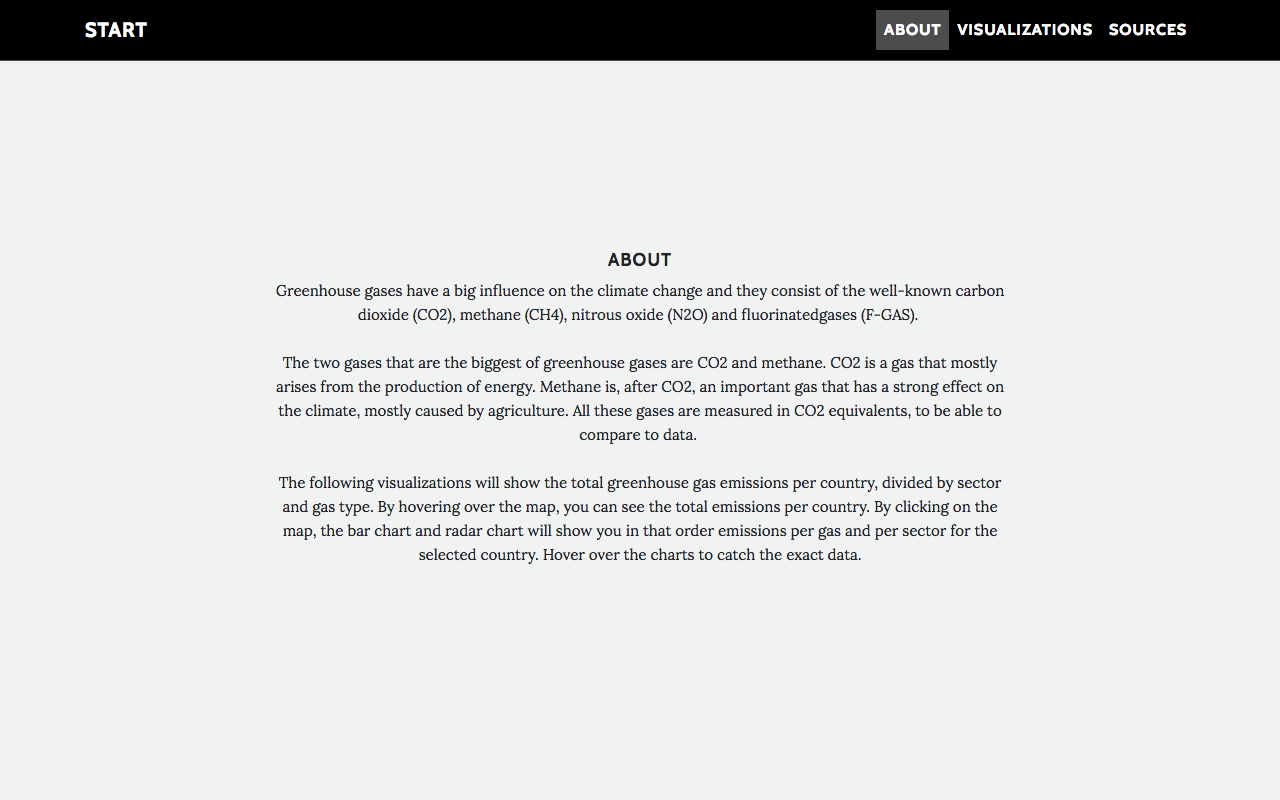 START
ABOUT VISUALIZATIONS SOURCES
ABOUT
Greenhouse gases have a big influence on the climate change and they consist of the well-known carbon
dioxide (CO2), methane (CH4), nitrous oxide (N2O) and fluorinatedgases (F-GAS).
The two gases that are the biggest of greenhouse gases are CO2 and methane. CO2 is a gas that mostly
arises from the production of energy. Methane is, after CO2, an important gas that has a strong effect on
the climate, mostly caused by agriculture. All these gases are measured in CO2 equivalents, to be able to
compare to data.
The following visualizations will show the total greenhouse gas emissions per country, divided by sector
and gas type. By hovering over the map, you can see the total emissions per country. By clicking on the
map, the bar chart and radar chart will show you in that order emissions per gas and per sector for the
selected country. Hover over the charts to catch the exact data.